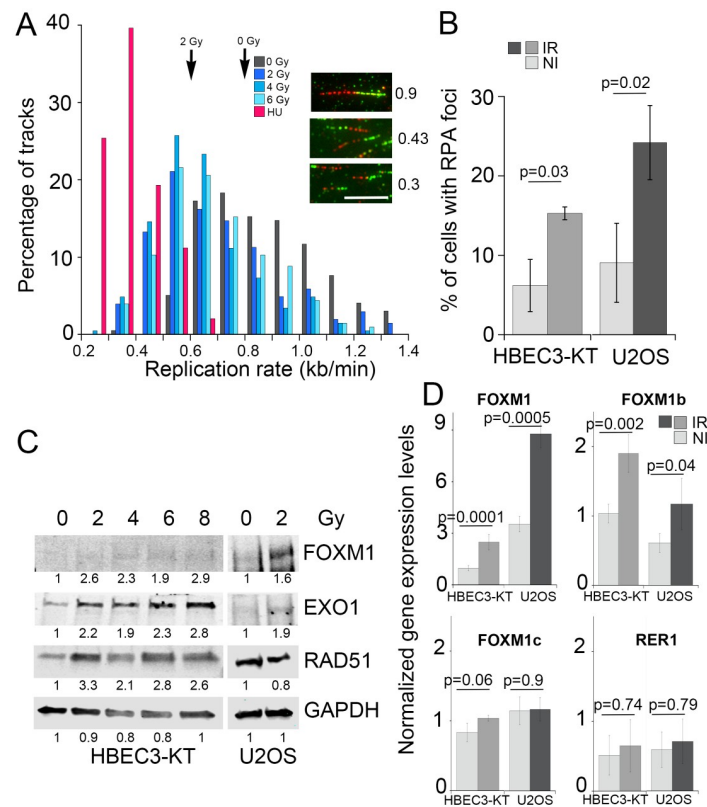 A
Percentage of tracks
40
30
20
10
0
2 Gy
0 Gy
0 Gy
2 Gy
4 Gy
6 Gy
HU
0.9
0.43
0.3
0.2 0.4 0.6 0.8 1.0 1.2 1.4
Replication rate (kb/min)
B
IR
NI
% of cells with RPA foci
30
20
10
0
p=0.03
p=0.02
HBEC3-KT U2OS
C
0 2 4 6 8 0 2 Gy
FOXM1
1 2.6 2.3 1.9 2.9 1 1.6
EXO1
1 2.2 1.9 2.3 2.8 1 1.9
RAD51
1 3.3 2.1 2.8 2.6 1 0.8
GAPDH
1 0.9 0.8 0.8 1 1 1
HBEC3-KT U2OS
D
Normalized gene expression levels
FOXM1
9
6
3
0
p=0.0005
p=0.0001
HBEC3-KT U2OS
FOXM1b
IR
NI
2
1
0
p=0.002
p=0.04
HBEC3-KT U2OS
FOXM1c
2
1
0
p=0.06 p=0.9
HBEC3-KT U2OS
RER1
2
1
0
p=0.74 p=0.79
HBEC3-KT U2OS